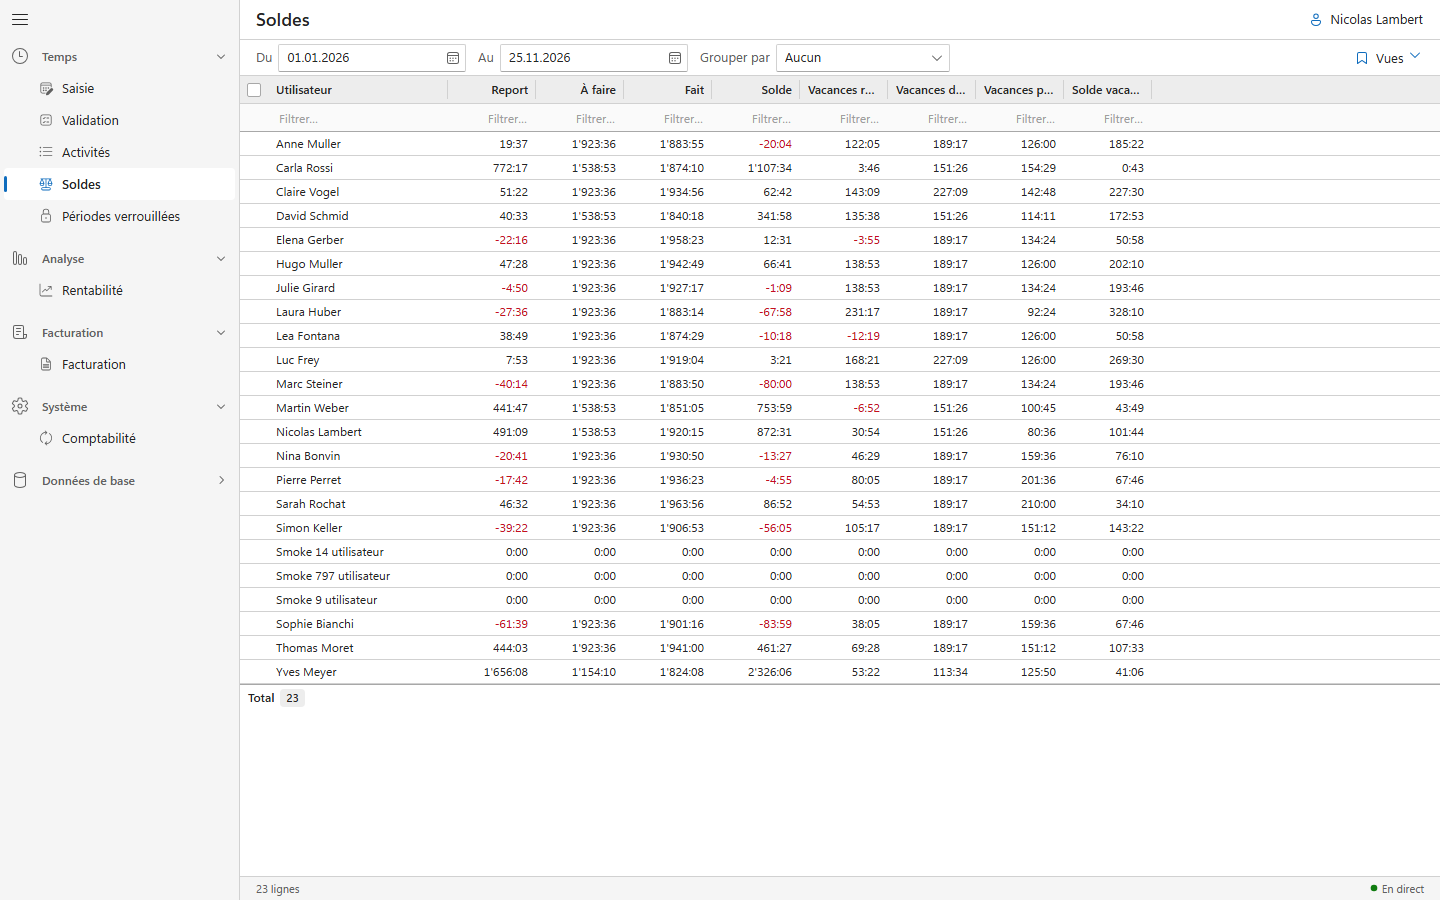 Soldes
Nicolas Lambert
Temps
Saisie
Validation
Activités
Soldes
Périodes verrouillées
Analyse
Rentabilité
Facturation
Facturation
Système
Comptabilité
Données de base
Du 01.01.2026 Au 25.11.2026 Grouper par Aucun Vues
Utilisateur Report À faire Fait Solde Vacances r... Vacances d... Vacances p... Solde vaca...
Filtrer... Filtrer... Filtrer... Filtrer... Filtrer... Filtrer... Filtrer... Filtrer... Filtrer...
Anne Muller 19:37 1'923:36 1'883:55 -20:04 122:05 189:17 126:00 185:22
Carla Rossi 772:17 1'538:53 1'874:10 1'107:34 3:46 151:26 154:29 0:43
Claire Vogel 51:22 1'923:36 1'934:56 62:42 143:09 227:09 142:48 227:30
David Schmid 40:33 1'538:53 1'840:18 341:58 135:38 151:26 114:11 172:53
Elena Gerber -22:16 1'923:36 1'958:23 12:31 -3:55 189:17 134:24 50:58
Hugo Muller 47:28 1'923:36 1'942:49 66:41 138:53 189:17 126:00 202:10
Julie Girard -4:50 1'923:36 1'927:17 -1:09 138:53 189:17 134:24 193:46
Laura Huber -27:36 1'923:36 1'883:14 -67:58 231:17 189:17 92:24 328:10
Lea Fontana 38:49 1'923:36 1'874:29 -10:18 -12:19 189:17 126:00 50:58
Luc Frey 7:53 1'923:36 1'919:04 3:21 168:21 227:09 126:00 269:30
Marc Steiner -40:14 1'923:36 1'883:50 -80:00 138:53 189:17 134:24 193:46
Martin Weber 441:47 1'538:53 1'851:05 753:59 -6:52 151:26 100:45 43:49
Nicolas Lambert 491:09 1'538:53 1'920:15 872:31 30:54 151:26 80:36 101:44
Nina Bonvin -20:41 1'923:36 1'930:50 -13:27 46:29 189:17 159:36 76:10
Pierre Perret -17:42 1'923:36 1'936:23 -4:55 80:05 189:17 201:36 67:46
Sarah Rochat 46:32 1'923:36 1'963:56 86:52 54:53 189:17 210:00 34:10
Simon Keller -39:22 1'923:36 1'906:53 -56:05 105:17 189:17 151:12 143:22
Smoke 14 utilisateur 0:00 0:00 0:00 0:00 0:00 0:00 0:00 0:00
Smoke 797 utilisateur 0:00 0:00 0:00 0:00 0:00 0:00 0:00 0:00
Smoke 9 utilisateur 0:00 0:00 0:00 0:00 0:00 0:00 0:00 0:00
Sophie Bianchi -61:39 1'923:36 1'901:16 -83:59 38:05 189:17 159:36 67:46
Thomas Moret 444:03 1'923:36 1'941:00 461:27 69:28 189:17 151:12 107:33
Yves Meyer 1'656:08 1'154:10 1'824:08 2'326:06 53:22 113:34 125:50 41:06
Total 23
23 lignes
En direct